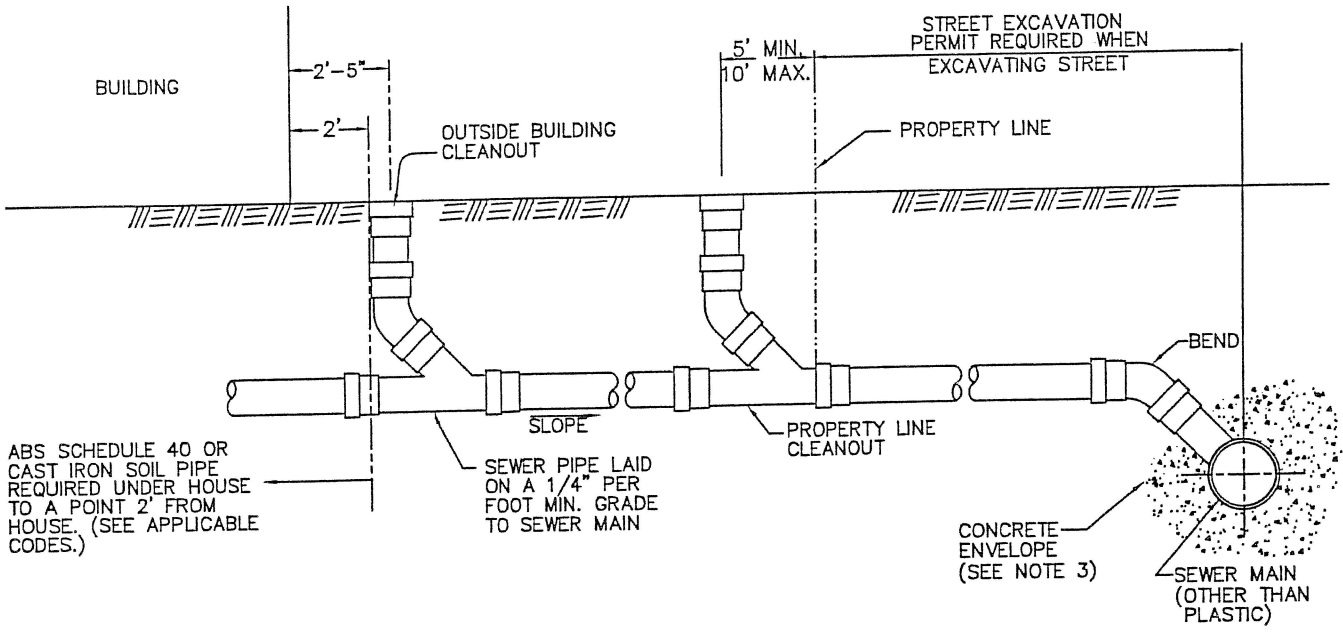 STREET EXCAVATION
PERMIT REQUIRED WHEN
EXCAVATING STREET
5' MIN.
10' MAX.
2'-5"
BUILDING
2'
OUTSIDE BUILDING
CLEANOUT
PROPERTY LINE
BEND
SLOPE
PROPERTY LINE
CLEANOUT
ABS SCHEDULE 40 OR
CAST IRON SOIL PIPE
REQUIRED UNDER HOUSE
TO A POINT 2' FROM
HOUSE. (SEE APPLICABLE
CODES.)
SEWER PIPE LAID
ON A 1/4" PER
FOOT MIN. GRADE
TO SEWER MAIN
CONCRETE
ENVELOPE
(SEE NOTE 3)
SEWER MAIN
(OTHER THAN
PLASTIC)